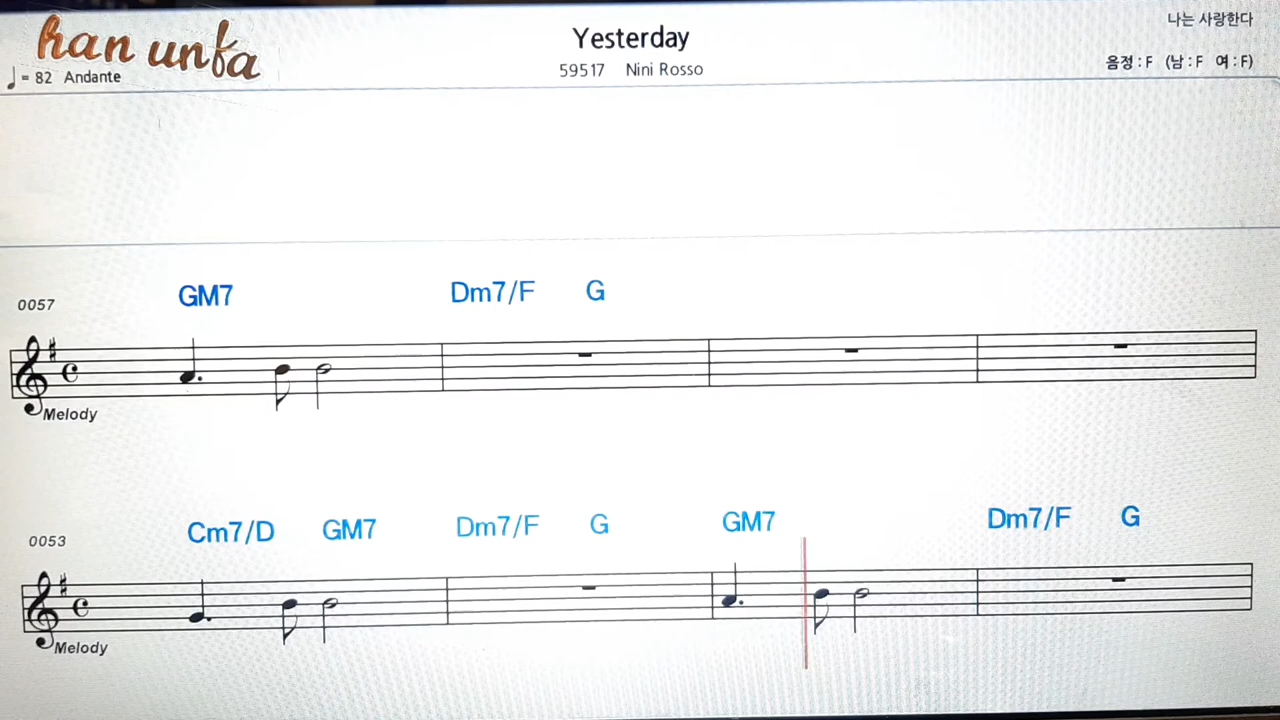 han unfa
Yesterday
나는 사랑한다
♩ = 82 Andante
59517 Nini Rosso
음정 : F (남 : F 여 : F)
GM7 Dm7/F G
0057
Melody
Cm7/D GM7 Dm7/F G GM7 Dm7/F G
0053
Melody